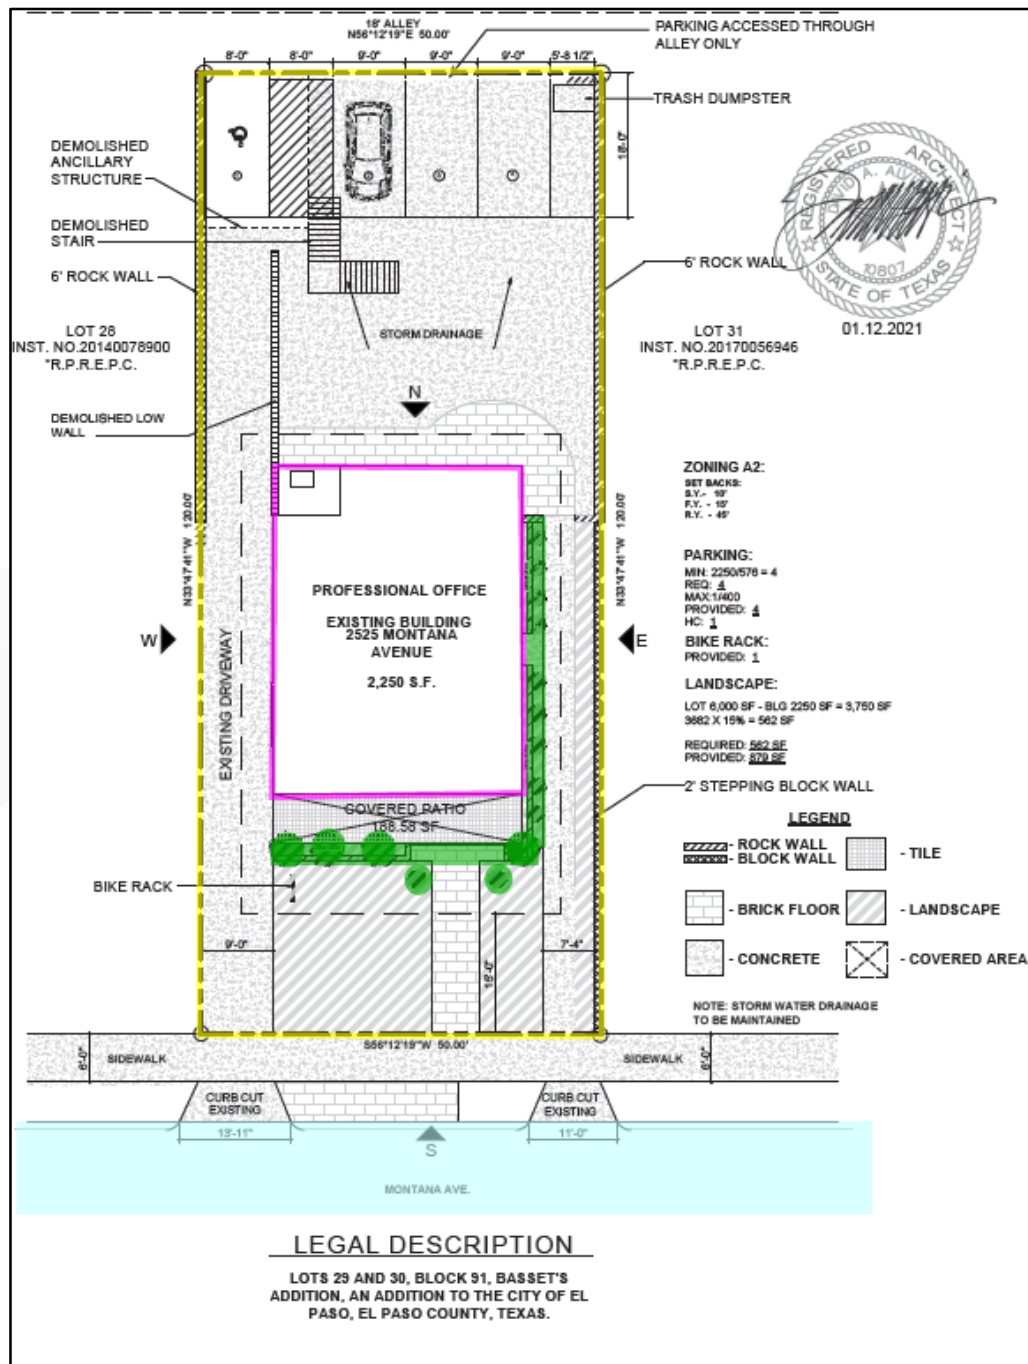 18' ALLEY
N56°12'19"E 50.00'
PARKING ACCESSED THROUGH
ALLEY ONLY
8'-0" 8'-0" 9'-0" 9'-0" 9'-0" 5'-8 1/2"
TRASH DUMPSTER
18'-0"
DEMOLISHED
ANCILLARY
STRUCTURE
DEMOLISHED
STAIR
6' ROCK WALL
6' ROCK WALL
REGISTERED ARCHITECT
DAVID A.
10807
STATE OF TEXAS
01.12.2021
STORM DRAINAGE
LOT 28
INST. NO.20140078900
"R.P.R.E.P.C.
LOT 31
INST. NO.20170056946
"R.P.R.E.P.C.
N
DEMOLISHED LOW
WALL
N33°47'41"W 120.00'
N33°47'41"W 120.00'
ZONING A2:
SET BACKS:
S.Y.- 10'
F.Y. - 15'
R.Y. - 45'
PARKING:
MIN: 2250/576 = 4
REQ: 4
MAX:1/400
PROVIDED: 4
HC: 1
BIKE RACK:
PROVIDED: 1
LANDSCAPE:
LOT 6,000 SF - BLG 2250 SF = 3,750 SF
3682 X 15% = 562 SF
REQUIRED: 562 SF
PROVIDED: 879 SF
PROFESSIONAL OFFICE
EXISTING BUILDING
2525 MONTANA
AVENUE
2,250 S.F.
W
E
EXISTING DRIVEWAY
2' STEPPING BLOCK WALL
COVERED PATIO
188.58 SF
BIKE RACK
LEGEND
- ROCK WALL
- BLOCK WALL
- TILE
- BRICK FLOOR
- LANDSCAPE
- CONCRETE
- COVERED AREA
NOTE: STORM WATER DRAINAGE
TO BE MAINTAINED
9'-0"
7'-4"
16'-0"
S56°12'19"W 50.00'
6'-0"
SIDEWALK
SIDEWALK
6'-0"
CURB CUT
EXISTING
CURB CUT
EXISTING
13'-11"
11'-0"
S
MONTANA AVE.
LEGAL DESCRIPTION
LOTS 29 AND 30, BLOCK 91, BASSET'S
ADDITION, AN ADDITION TO THE CITY OF EL
PASO, EL PASO COUNTY, TEXAS.